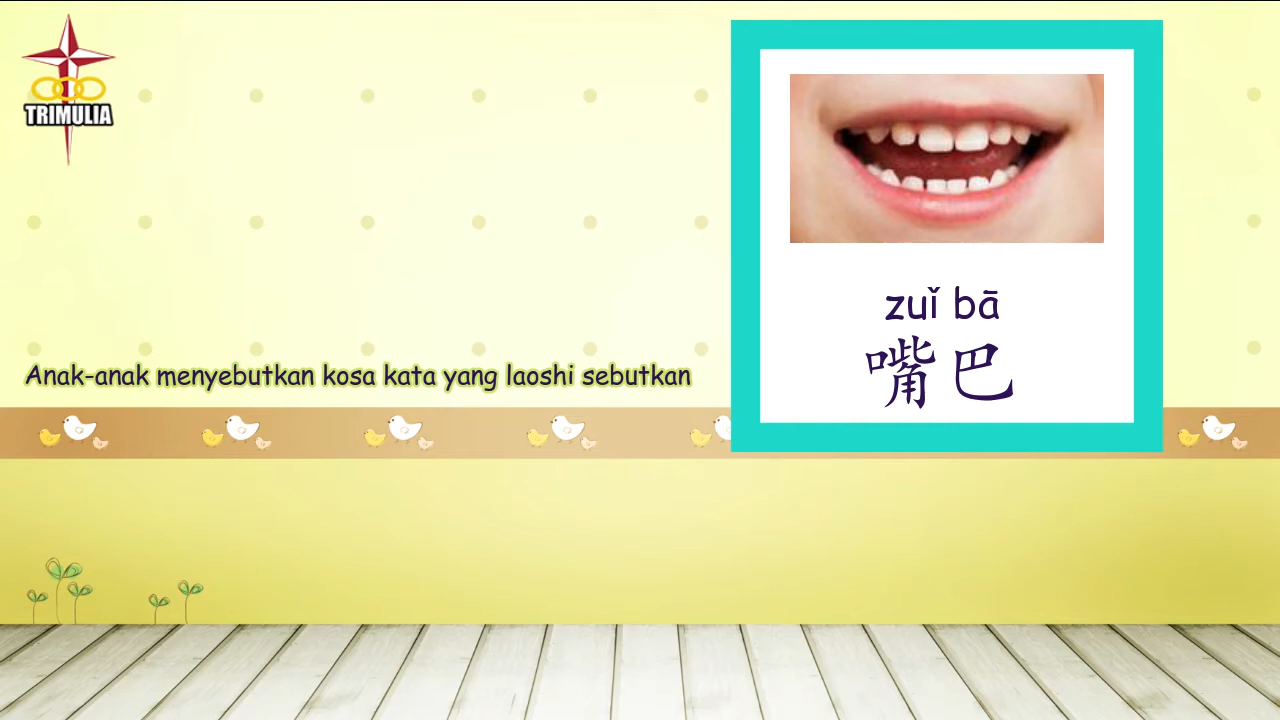 TRIMULIA
Anak-anak menyebutkan kosa kata yang laoshi sebutkan
zuǐ bā
嘴巴